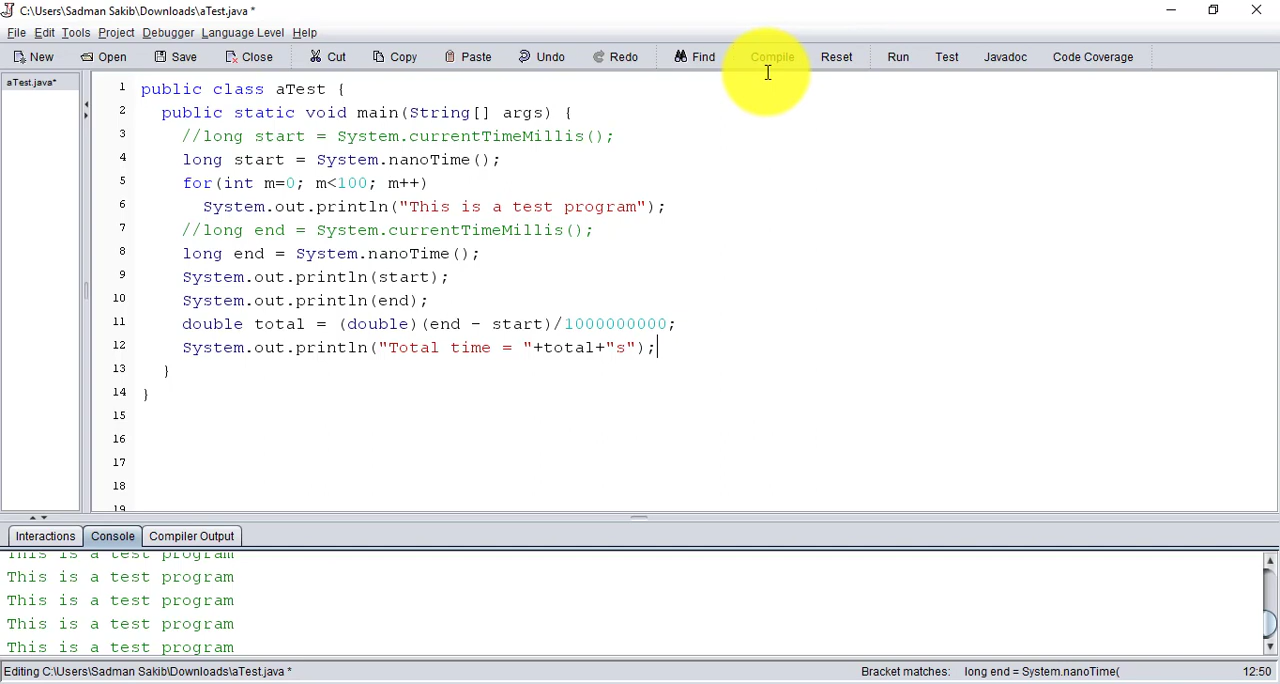 C:\Users\Sadman Sakib\Downloads\aTest.java *
File Edit Tools Project Debugger Language Level Help
New Open Save Close Cut Copy Paste Undo Redo Find Compile Reset Run Test Javadoc Code Coverage
aTest.java*
1 public class aTest {
2 public static void main(String[] args) {
3 //long start = System.currentTimeMillis();
4 long start = System.nanoTime();
5 for(int m=0; m<100; m++)
6 System.out.println("This is a test program");
7 //long end = System.currentTimeMillis();
8 long end = System.nanoTime();
9 System.out.println(start);
10 System.out.println(end);
11 double total = (double)(end - start)/1000000000;
12 System.out.println("Total time = "+total+"s");
13 }
14 }
15
16
17
18
19
Interactions Console Compiler Output
This is a test program
This is a test program
This is a test program
This is a test program
This is a test program
Editing C:\Users\Sadman Sakib\Downloads\aTest.java * Bracket matches: long end = System.nanoTime( 12:50